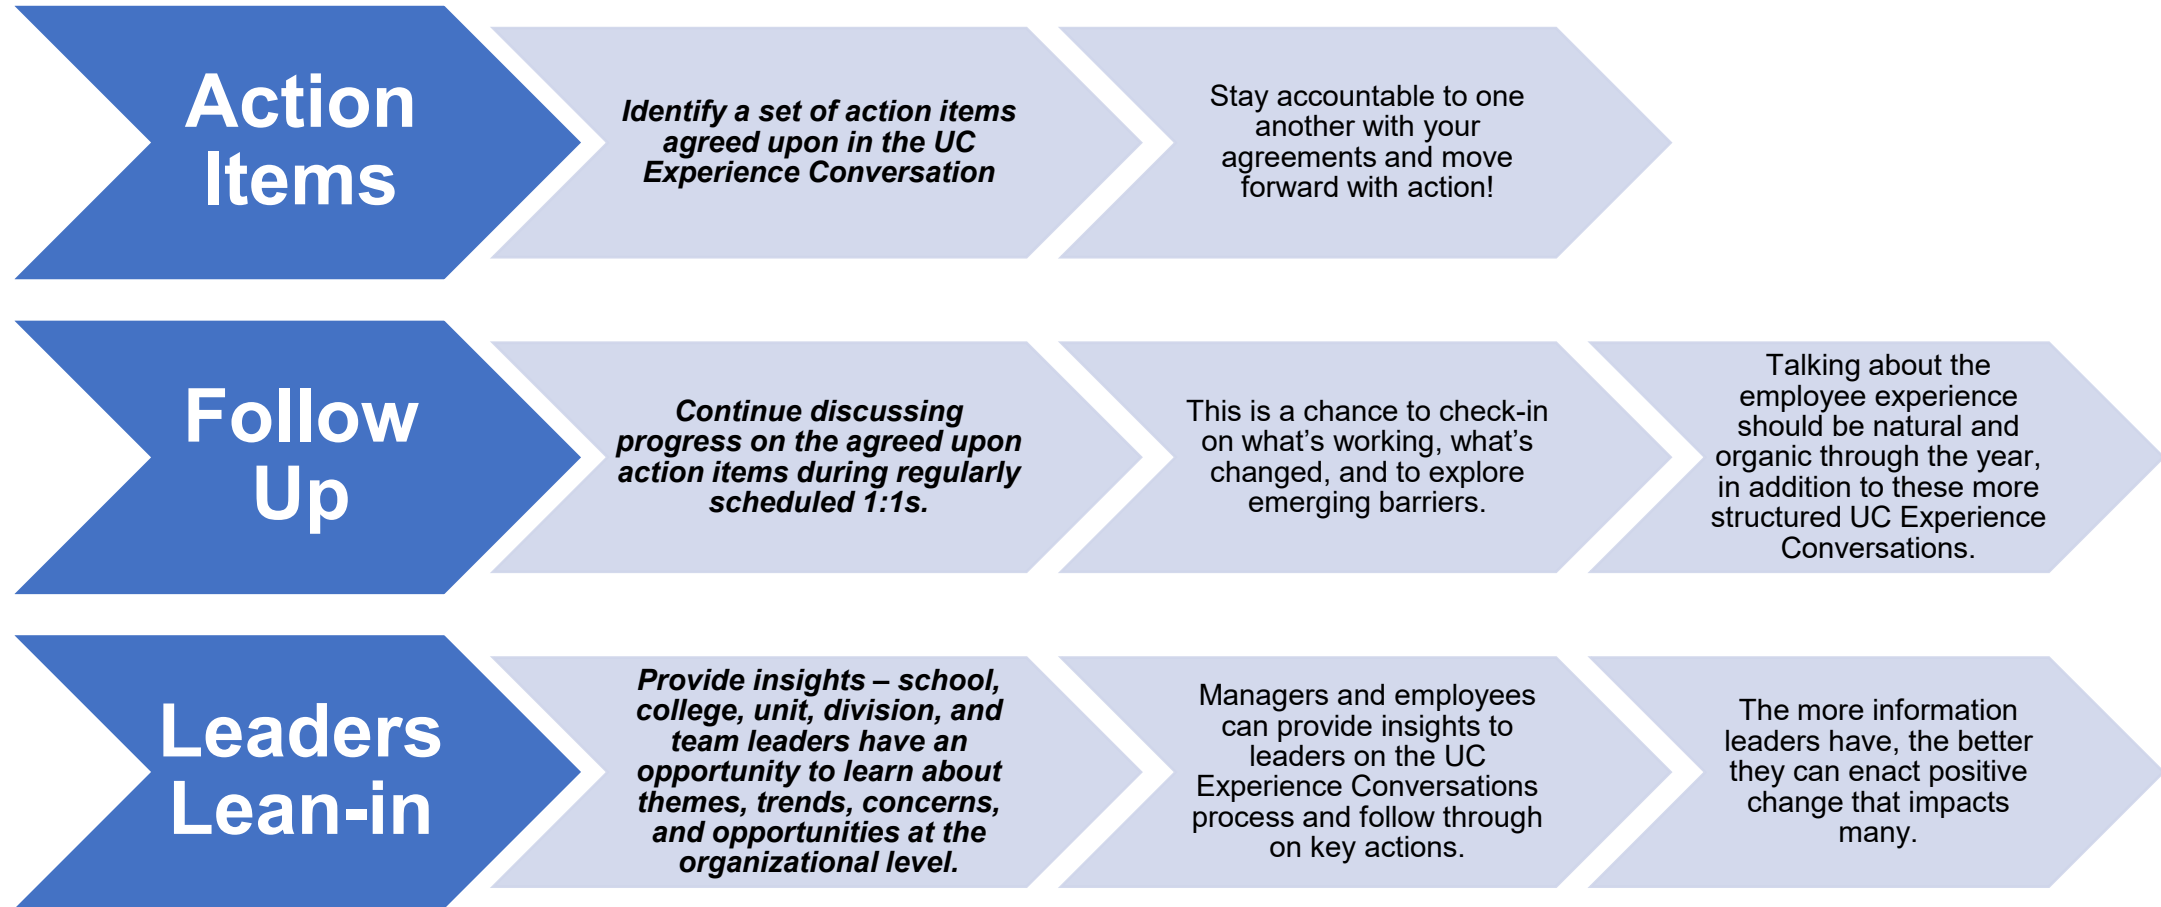 Action
Items
Identify a set of action items
agreed upon in the UC
Experience Conversation
Stay accountable to one
another with your
agreements and move
forward with action!
Follow
Up
Continue discussing
progress on the agreed upon
action items during regularly
scheduled 1:1s.
This is a chance to check-in
on what’s working, what’s
changed, and to explore
emerging barriers.
Talking about the
employee experience
should be natural and
organic through the year,
in addition to these more
structured UC Experience
Conversations.
Leaders
Lean-in
Provide insights – school,
college, unit, division, and
team leaders have an
opportunity to learn about
themes, trends, concerns,
and opportunities at the
organizational level.
Managers and employees
can provide insights to
leaders on the UC
Experience Conversations
process and follow through
on key actions.
The more information
leaders have, the better
they can enact positive
change that impacts
many.